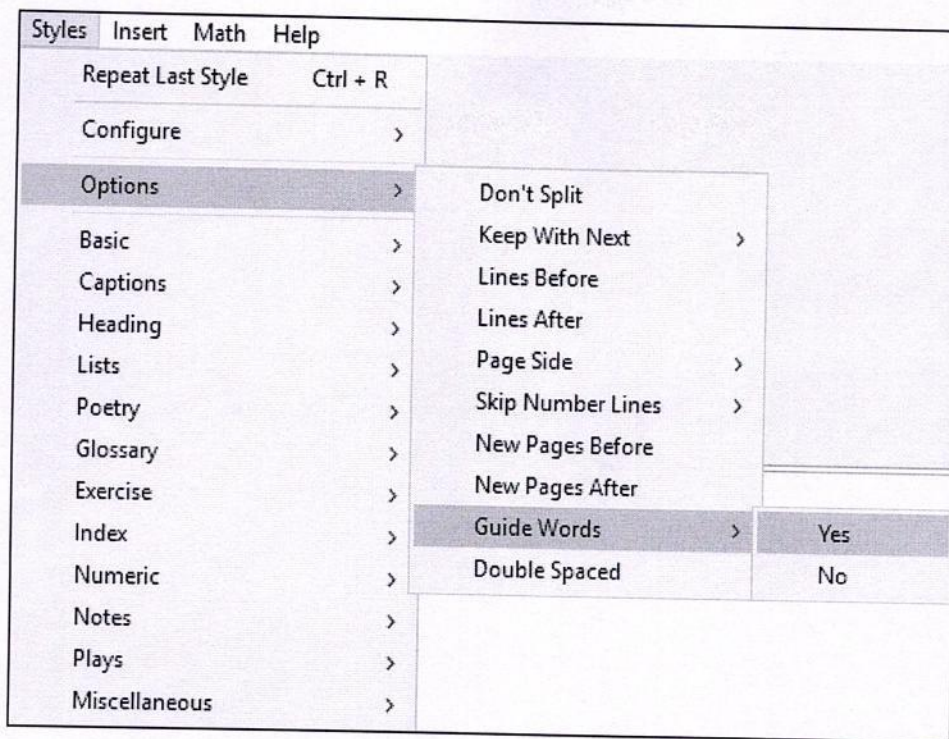 Styles Insert Math Help
Repeat Last Style Ctrl + R
Configure >
Options >
Don't Split
Basic >
Keep With Next >
Captions >
Lines Before
Heading >
Lines After
Lists >
Page Side >
Poetry >
Skip Number Lines >
Glossary >
New Pages Before
Exercise >
New Pages After
Index >
Guide Words > Yes
Numeric >
Double Spaced No
Notes >
Plays >
Miscellaneous >